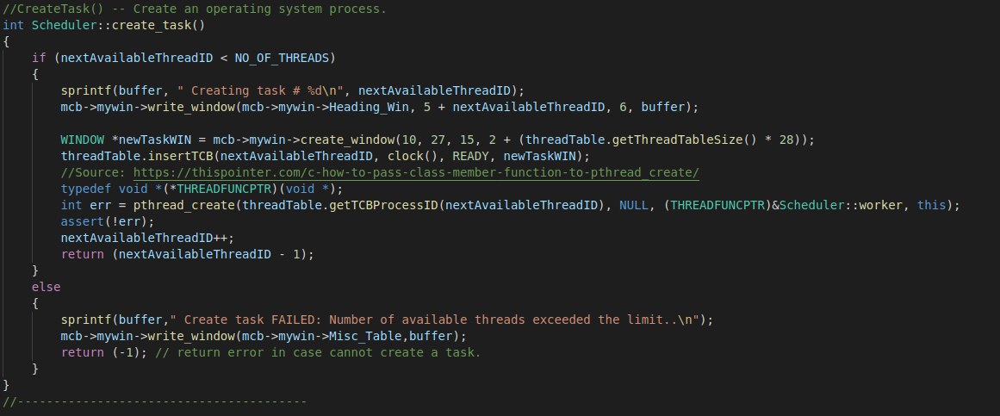 //CreateTask() -- Create an operating system process.
int Scheduler::create_task()
{
    if (nextAvailableThreadID < NO_OF_THREADS)
    {
        sprintf(buffer, " Creating task # %d\n", nextAvailableThreadID);
        mcb->mywin->write_window(mcb->mywin->Heading_Win, 5 + nextAvailableThreadID, 6, buffer);

        WINDOW *newTaskWIN = mcb->mywin->create_window(10, 27, 15, 2 + (threadTable.getThreadTableSize() * 28));
        threadTable.insertTCB(nextAvailableThreadID, clock(), READY, newTaskWIN);
        //Source: https://thispointer.com/c-how-to-pass-class-member-function-to-pthread_create/
        typedef void *(*THREADFUNCPTR)(void *);
        int err = pthread_create(threadTable.getTCBProcessID(nextAvailableThreadID), NULL, (THREADFUNCPTR)&Scheduler::worker, this);
        assert(!err);
        nextAvailableThreadID++;
        return (nextAvailableThreadID - 1);
    }
    else
    {
        sprintf(buffer," Create task FAILED: Number of available threads exceeded the limit..\n");
        mcb->mywin->write_window(mcb->mywin->Misc_Table,buffer);
        return (-1); // return error in case cannot create a task.
    }
}
//----------------------------------------